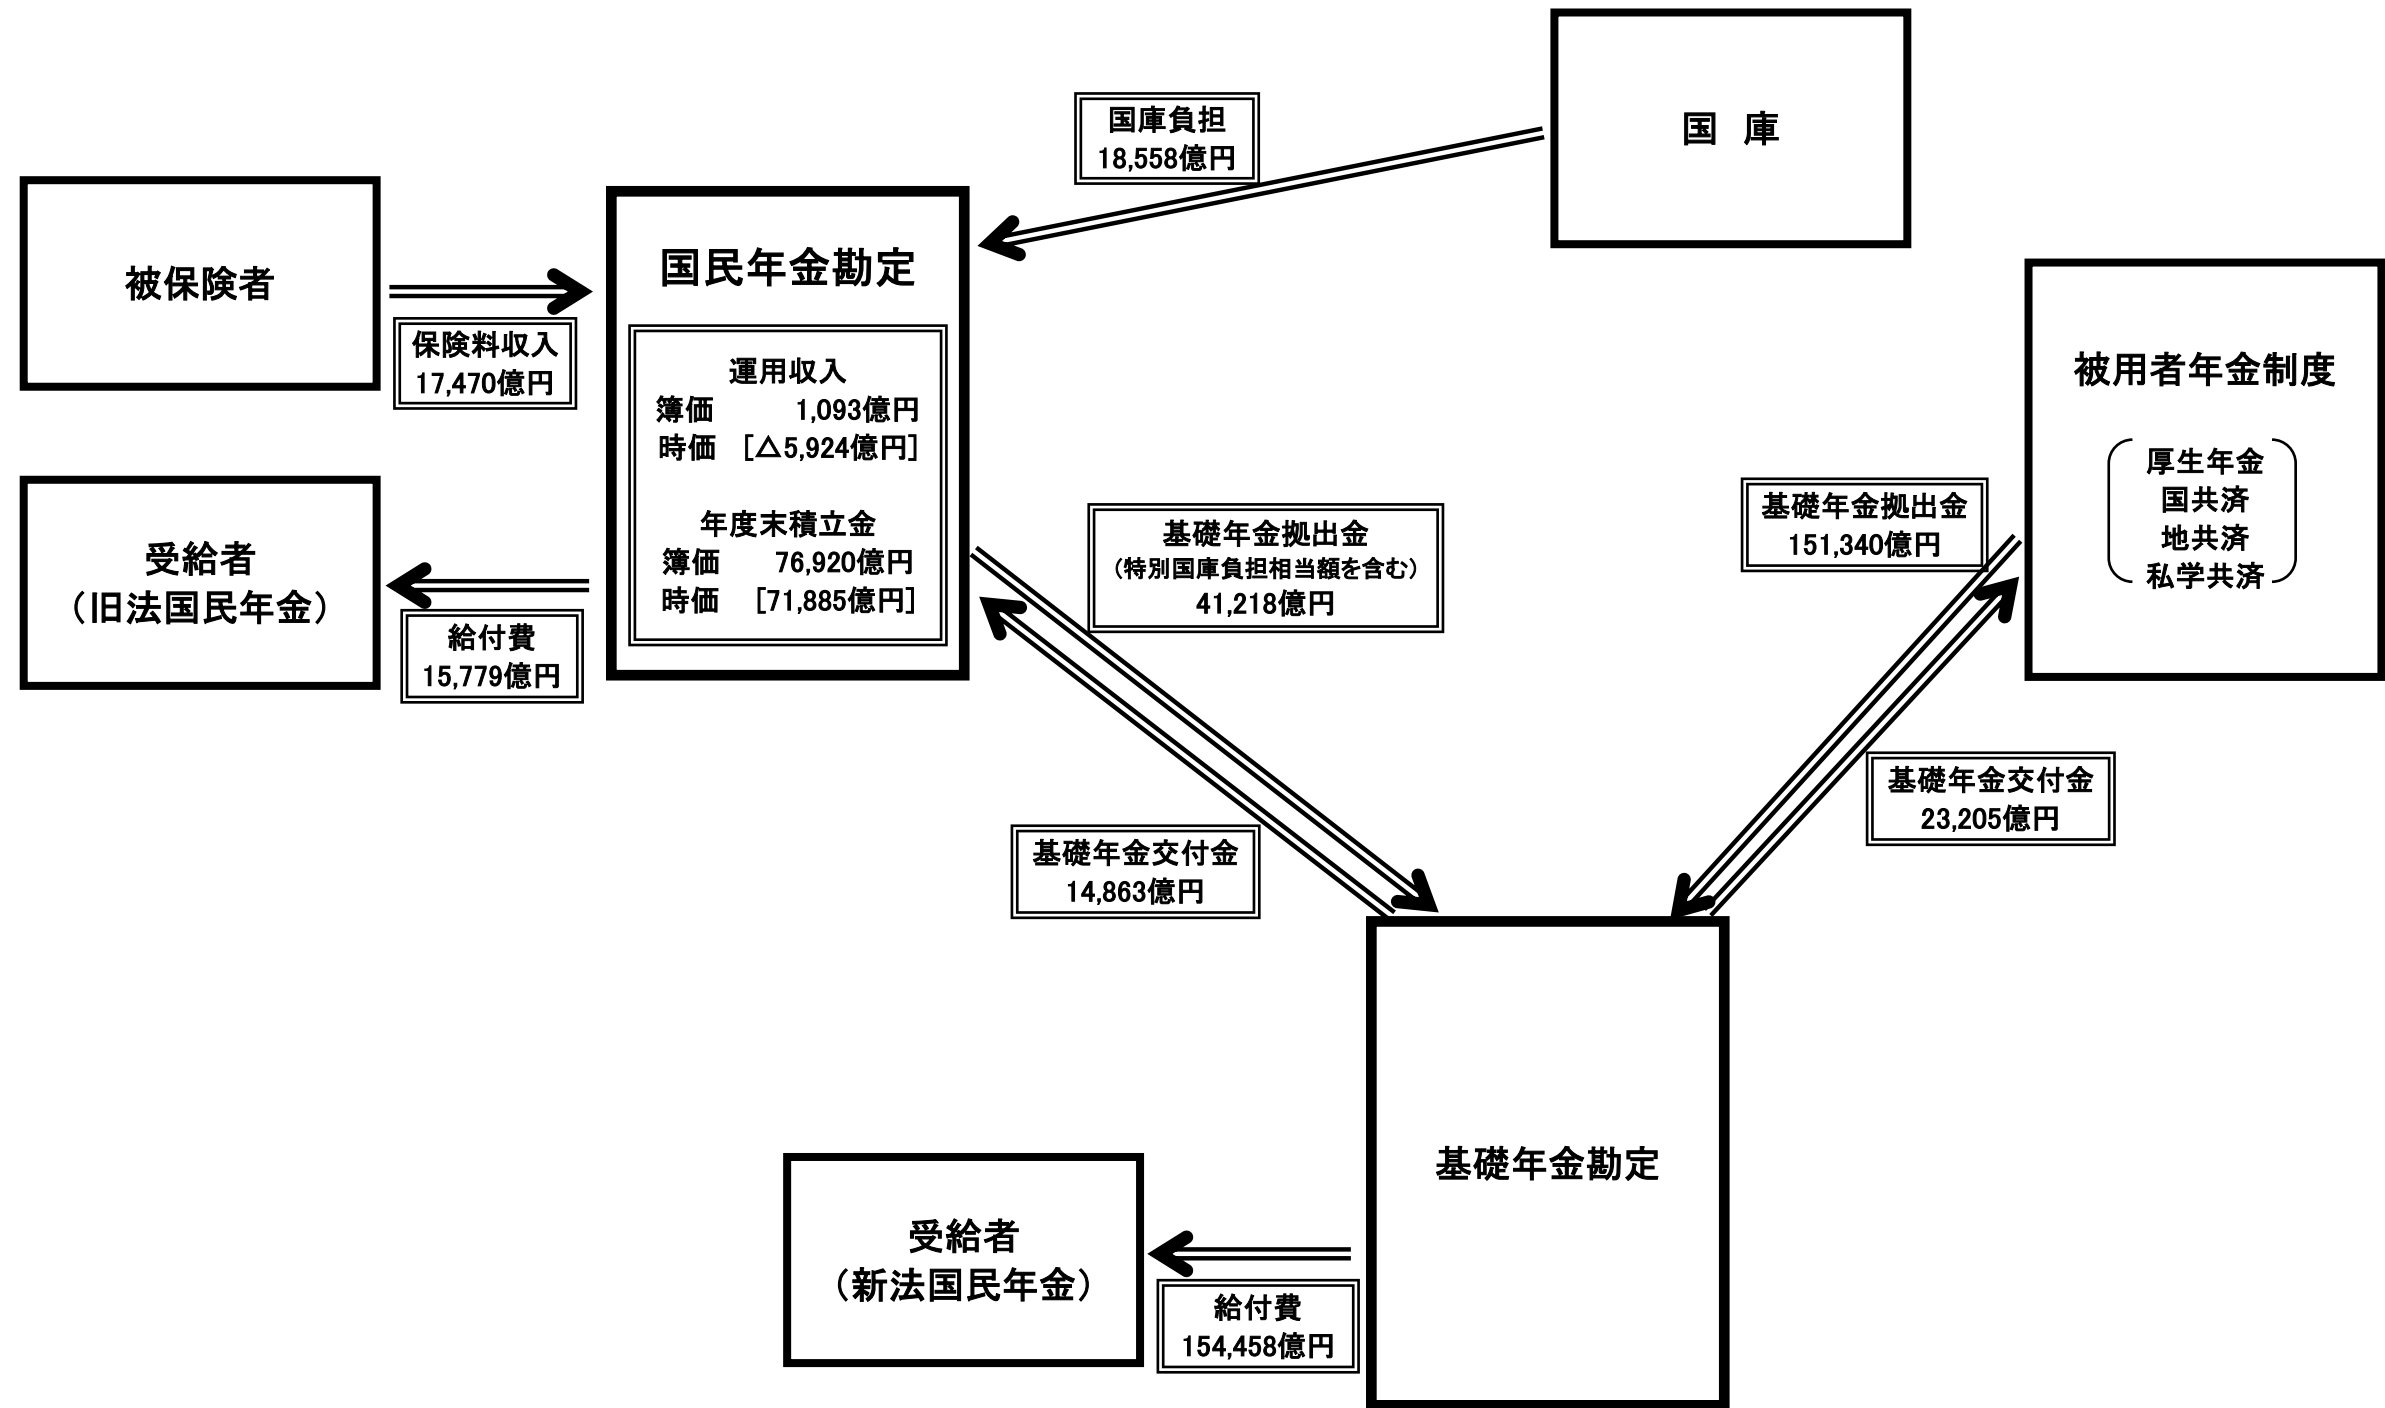 国　庫
国庫負担
18,558億円
被保険者
保険料収入
17,470億円
国民年金勘定
運用収入
簿価　1,093億円
時価　[△5,924億円]
年度末積立金
簿価　76,920億円
時価　[71,885億円]
受給者
（旧法国民年金）
給付費
15,779億円
基礎年金拠出金
（特別国庫負担相当額を含む）
41,218億円
基礎年金交付金
14,863億円
被用者年金制度
厚生年金
国共済
地共済
私学共済
基礎年金拠出金
151,340億円
基礎年金交付金
23,205億円
基礎年金勘定
受給者
（新法国民年金）
給付費
154,458億円